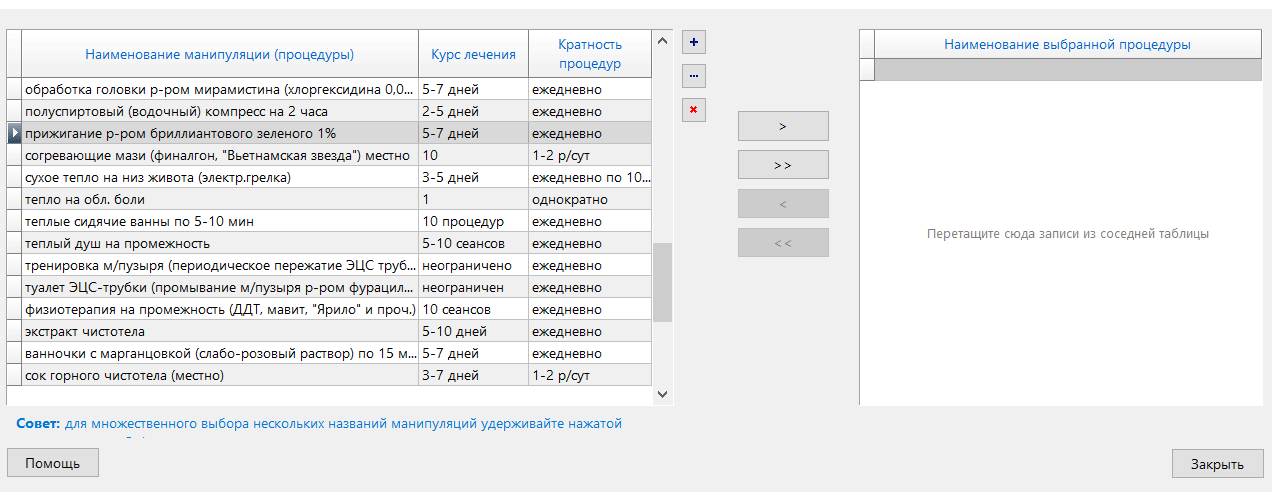 Наименование манипуляции (процедуры) Курс лечения Кратность процедур
обработка головки р-ром мирамистина (хлоргексидина 0,0... 5-7 дней ежедневно
полуспиртовый (водочный) компресс на 2 часа 2-5 дней ежедневно
прижигание р-ром бриллиантового зеленого 1% 5-7 дней ежедневно
согревающие мази (финалгон, "Вьетнамская звезда") местно 10 1-2 р/сут
сухое тепло на низ живота (электр.грелка) 3-5 дней ежедневно по 10...
тепло на обл. боли 1 однократно
теплые сидячие ванны по 5-10 мин 10 процедур ежедневно
теплый душ на промежность 5-10 сеансов ежедневно
тренировка м/пузыря (периодическое пережатие ЭЦС труб... неограничено ежедневно
туалет ЭЦС-трубки (промывание м/пузыря р-ром фурацил... неограничен ежедневно
физиотерапия на промежность (ДДТ, мавит, "Ярило" и проч.) 10 сеансов ежедневно
экстракт чистотела 5-10 дней ежедневно
ванночки с марганцовкой (слабо-розовый раствор) по 15 м... 5-7 дней ежедневно
сок горного чистотела (местно) 3-7 дней 1-2 р/сут
+
...
×
>
>>
<
<<
Наименование выбранной процедуры
Перетащите сюда записи из соседней таблицы
Совет: для множественного выбора нескольких названий манипуляций удерживайте нажатой
Помощь
Закрыть